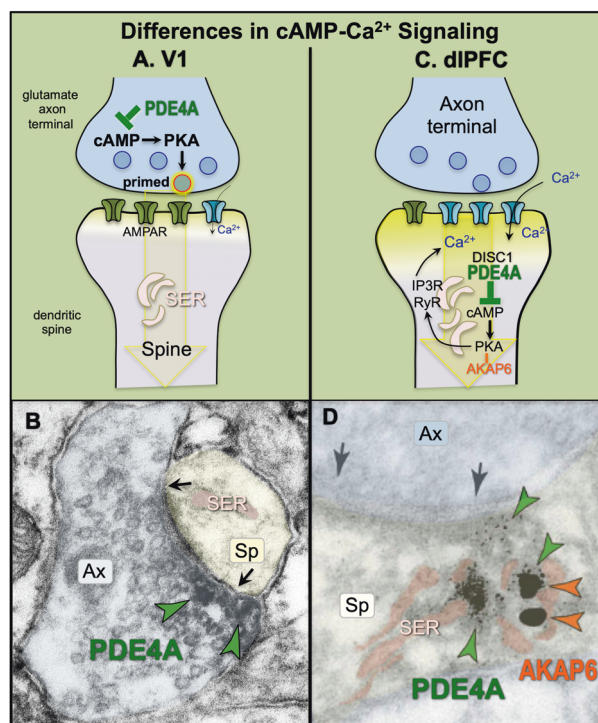 Differences in cAMP-Ca²⁺ Signaling
A. V1
glutamate
axon
terminal
PDE4A
cAMP
PKA
primed
AMPAR
Ca²⁺
SER
dendritic
spine
Spine
C. dlPFC
Axon
terminal
Ca²⁺
Ca²⁺
Ca²⁺
DISC1
PDE4A
IP3R
RyR
cAMP
PKA
AKAP6
B
SER
Sp
Ax
PDE4A
D
Ax
Sp
SER
PDE4A
AKAP6